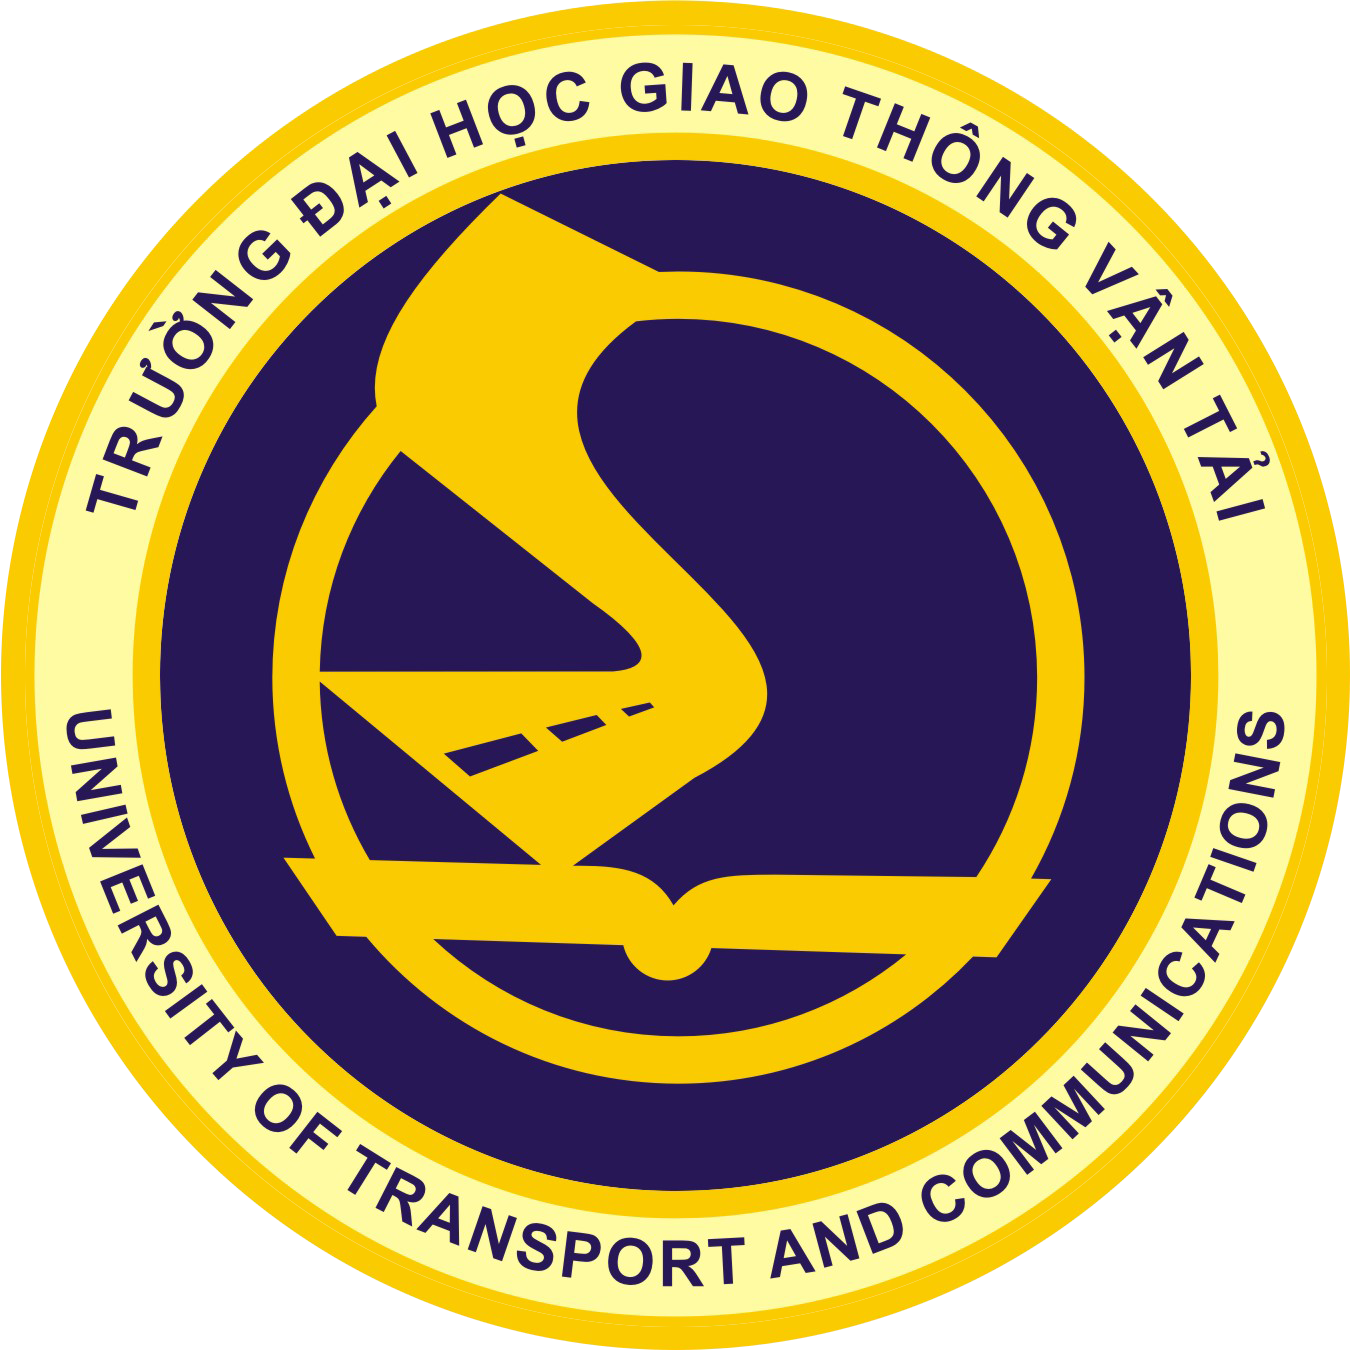 TRƯỜNG ĐẠI HỌC GIAO THÔNG VẬN TẢI
UNIVERSITY OF TRANSPORT AND COMMUNICATIONS